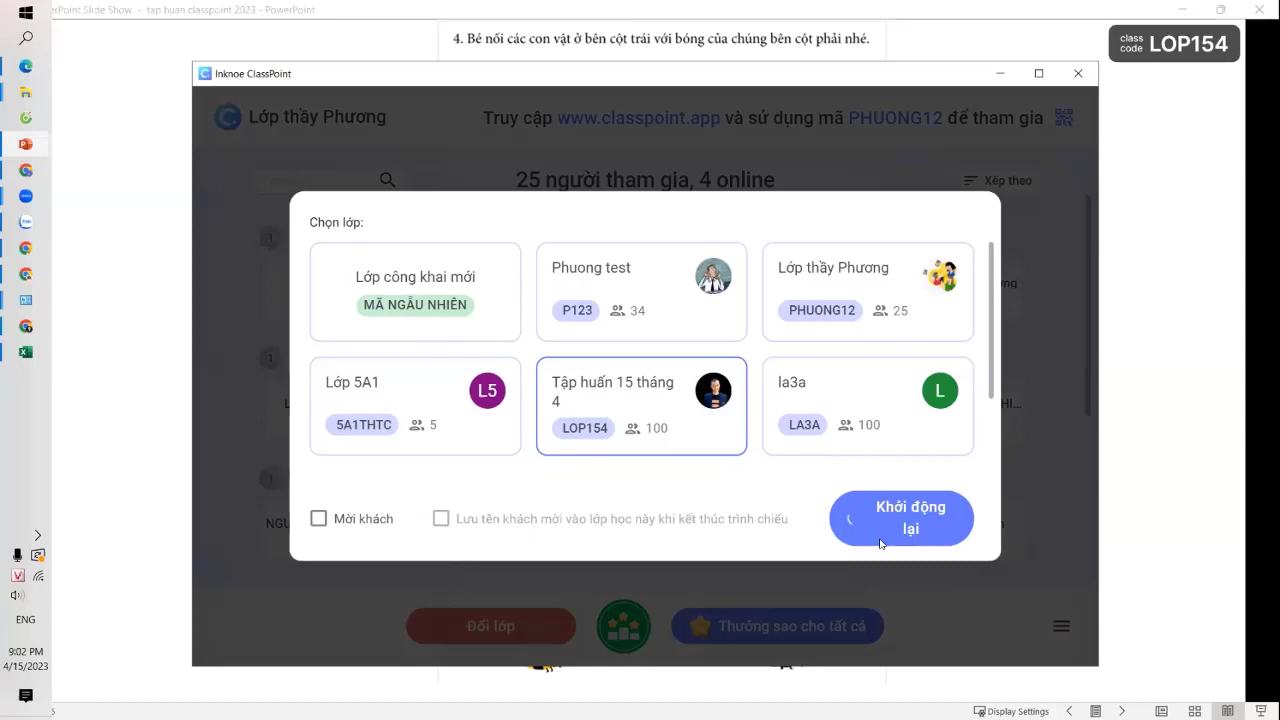 erPoint Slide Show - tap huan classpoint 2023 - PowerPoint
4. Bé nối các con vật ở bên cột trái với bóng của chúng bên cột phải nhé.
class code LOP154
Inknoe ClassPoint
Lớp thầy Phương
Truy cập www.classpoint.app và sử dụng mã PHUONG12 để tham gia
25 người tham gia, 4 online
Xếp theo
Chọn lớp:
Lớp công khai mới
MÃ NGẪU NHIÊN
Phuong test
P123 34
Lớp thầy Phương
PHUONG12 25
Lớp 5A1
L5
5A1THTC 5
Tập huấn 15 tháng
4
LOP154 100
la3a
L
LA3A 100
Mời khách
Lưu tên khách mời vào lớp học này khi kết thúc trình chiếu
Khởi động
lại
Đổi lớp
Thưởng sao cho tất cả
ENG
9:02 PM
4/15/2023
Display Settings